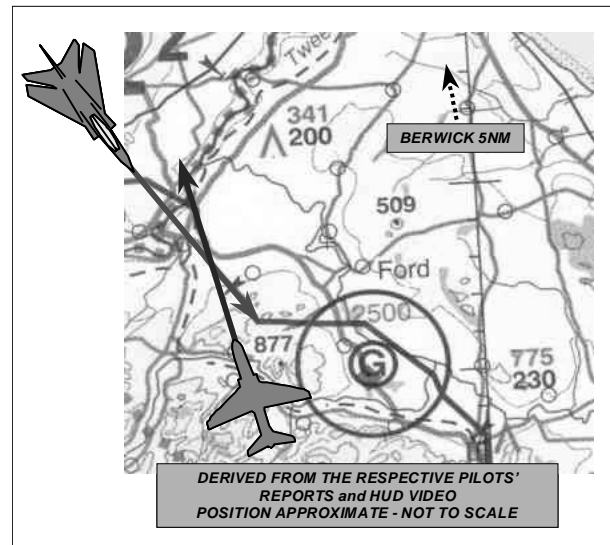 Twee
341
200
BERWICK 5NM
509
Ford
2500
877
G
775
230
DERIVED FROM THE RESPECTIVE PILOTS'
REPORTS and HUD VIDEO
POSITION APPROXIMATE - NOT TO SCALE